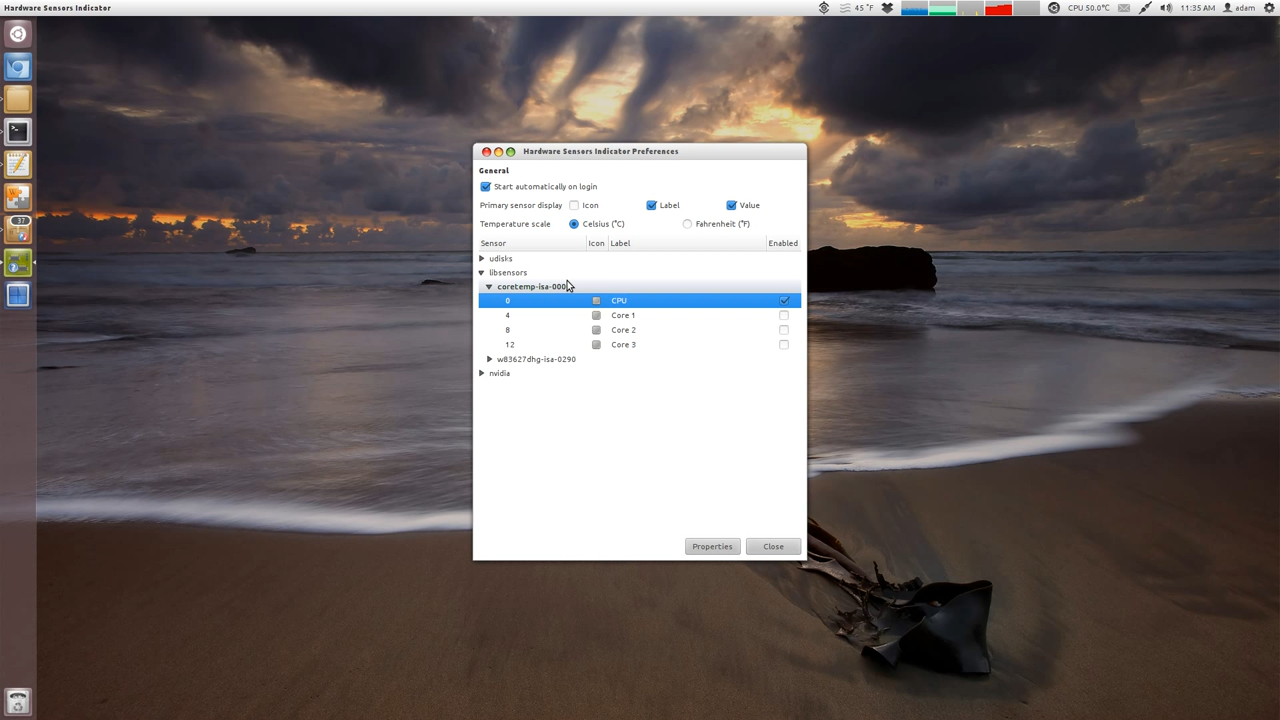 Hardware Sensors Indicator
45 °F
CPU 50.0°C
11:35 AM
adam
37
Hardware Sensors Indicator Preferences
General
Start automatically on login
Primary sensor display
Icon
Label
Value
Temperature scale
Celsius (°C)
Fahrenheit (°F)
Sensor Icon Label Enabled
udisks
libsensors
coretemp-isa-000
0 CPU
4 Core 1
8 Core 2
12 Core 3
w83627dhg-isa-0290
nvidia
Properties
Close